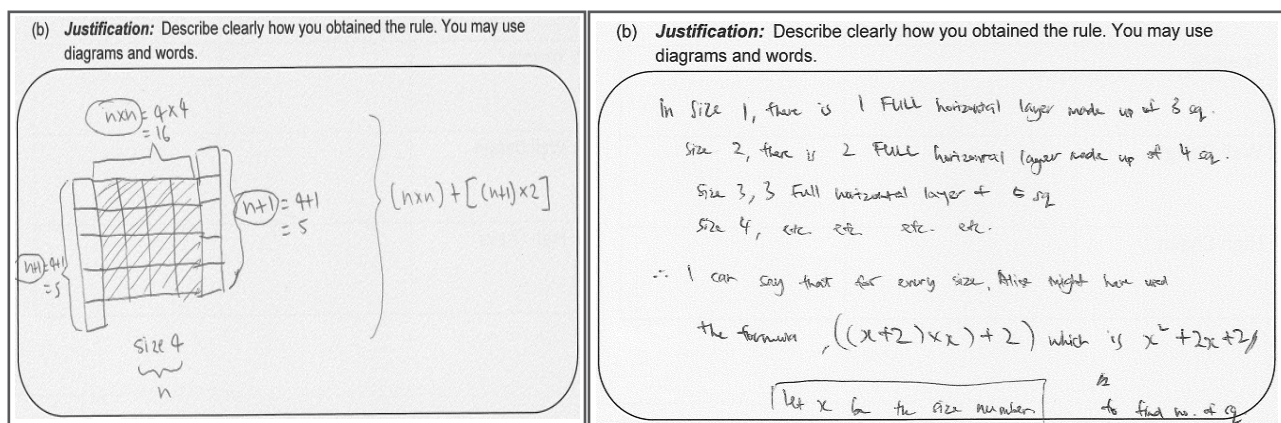 (b) Justification: Describe clearly how you obtained the rule. You may use
diagrams and words.
n×n = 4×4
= 16
n+1 = 4+1
= 5
(n×n) + [(n+1)×2]
n+1 = 4+1
= 5
size 4
n
(b) Justification: Describe clearly how you obtained the rule. You may use
diagrams and words.
In Size 1, there is 1 FULL horizontal layer made up of 3 sq.
Size 2, there is 2 FULL horizontal layer made up of 4 sq.
Size 3, 3 Full horizontal layer of 5 sq
Size 4, etc. etc etc. etc.
∴ I can say that for every size, might have used
the formula, ((x+2)×x)+2) which is x² + 2x + 2
let x be the size number
to find no. of sq